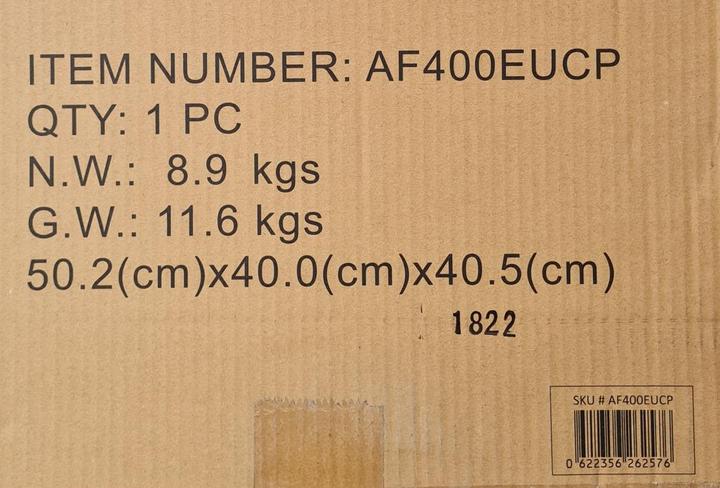 ITEM NUMBER: AF400EUCP
QTY: 1 PC
N.W.: 8.9 kgs
G.W.: 11.6 kgs
50.2(cm)x40.0(cm)x40.5(cm)
1822
SKU # AF400EUCP
0 622356 262576